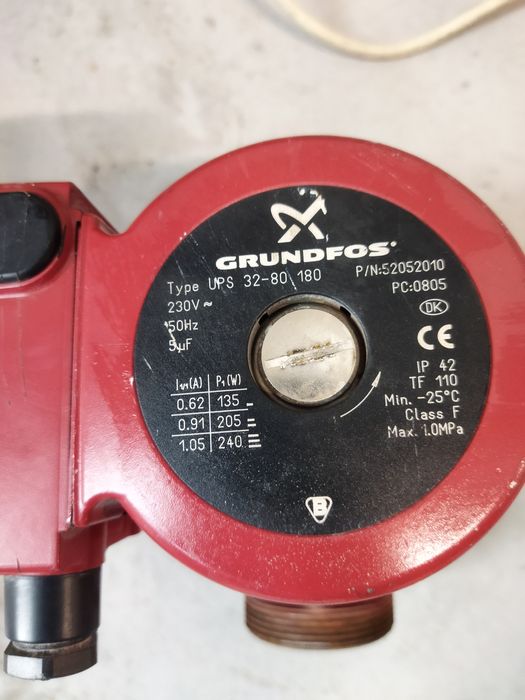 GRUNDFOS
Type UPS 32-80 180
P/N:52052010
PC:0805
230V ~
50Hz
5µF
DK
CE
I1/1(A) P1(W)
0.62 135
0.91 205
1.05 240
IP 42
TF 110
Min. -25°C
Class F
Max. 1.0MPa
B